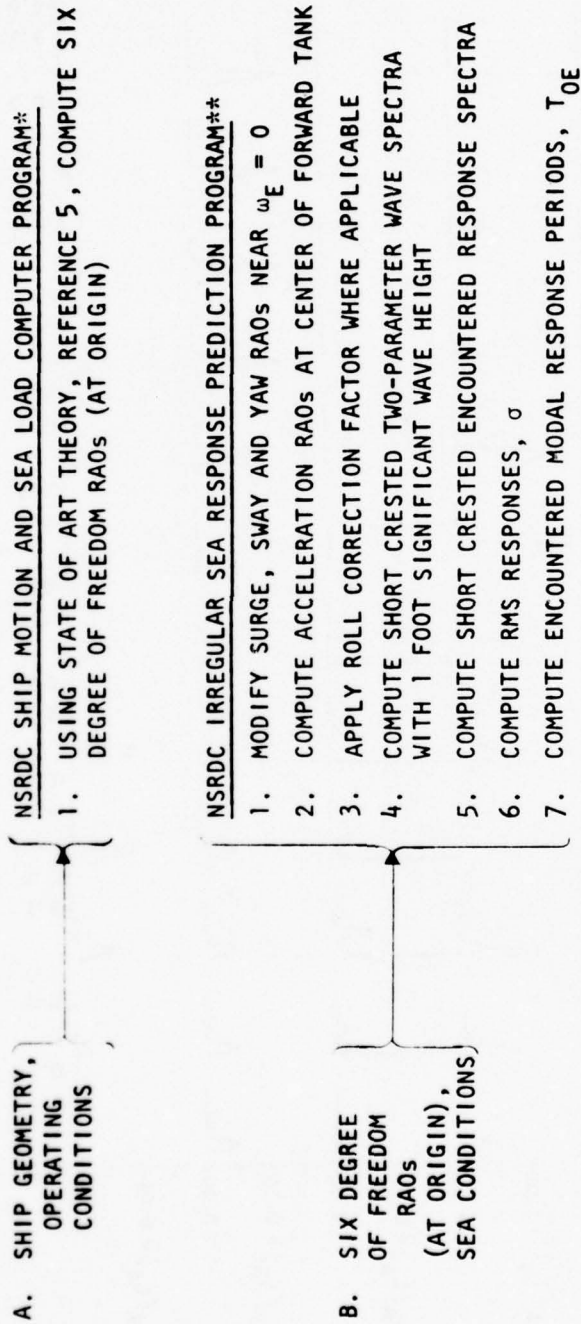 A. SHIP GEOMETRY,
OPERATING
CONDITIONS
NSRDC SHIP MOTION AND SEA LOAD COMPUTER PROGRAM*
1. USING STATE OF ART THEORY, REFERENCE 5, COMPUTE SIX
DEGREE OF FREEDOM RAOs (AT ORIGIN)
B. SIX DEGREE
OF FREEDOM
RAOs
(AT ORIGIN),
SEA CONDITIONS
NSRDC IRREGULAR SEA RESPONSE PREDICTION PROGRAM**
1. MODIFY SURGE, SWAY AND YAW RAOs NEAR ω_E = 0
2. COMPUTE ACCELERATION RAOs AT CENTER OF FORWARD TANK
3. APPLY ROLL CORRECTION FACTOR WHERE APPLICABLE
4. COMPUTE SHORT CRESTED TWO-PARAMETER WAVE SPECTRA
WITH 1 FOOT SIGNIFICANT WAVE HEIGHT
5. COMPUTE SHORT CRESTED ENCOUNTERED RESPONSE SPECTRA
6. COMPUTE RMS RESPONSES, σ
7. COMPUTE ENCOUNTERED MODAL RESPONSE PERIODS, T_OE